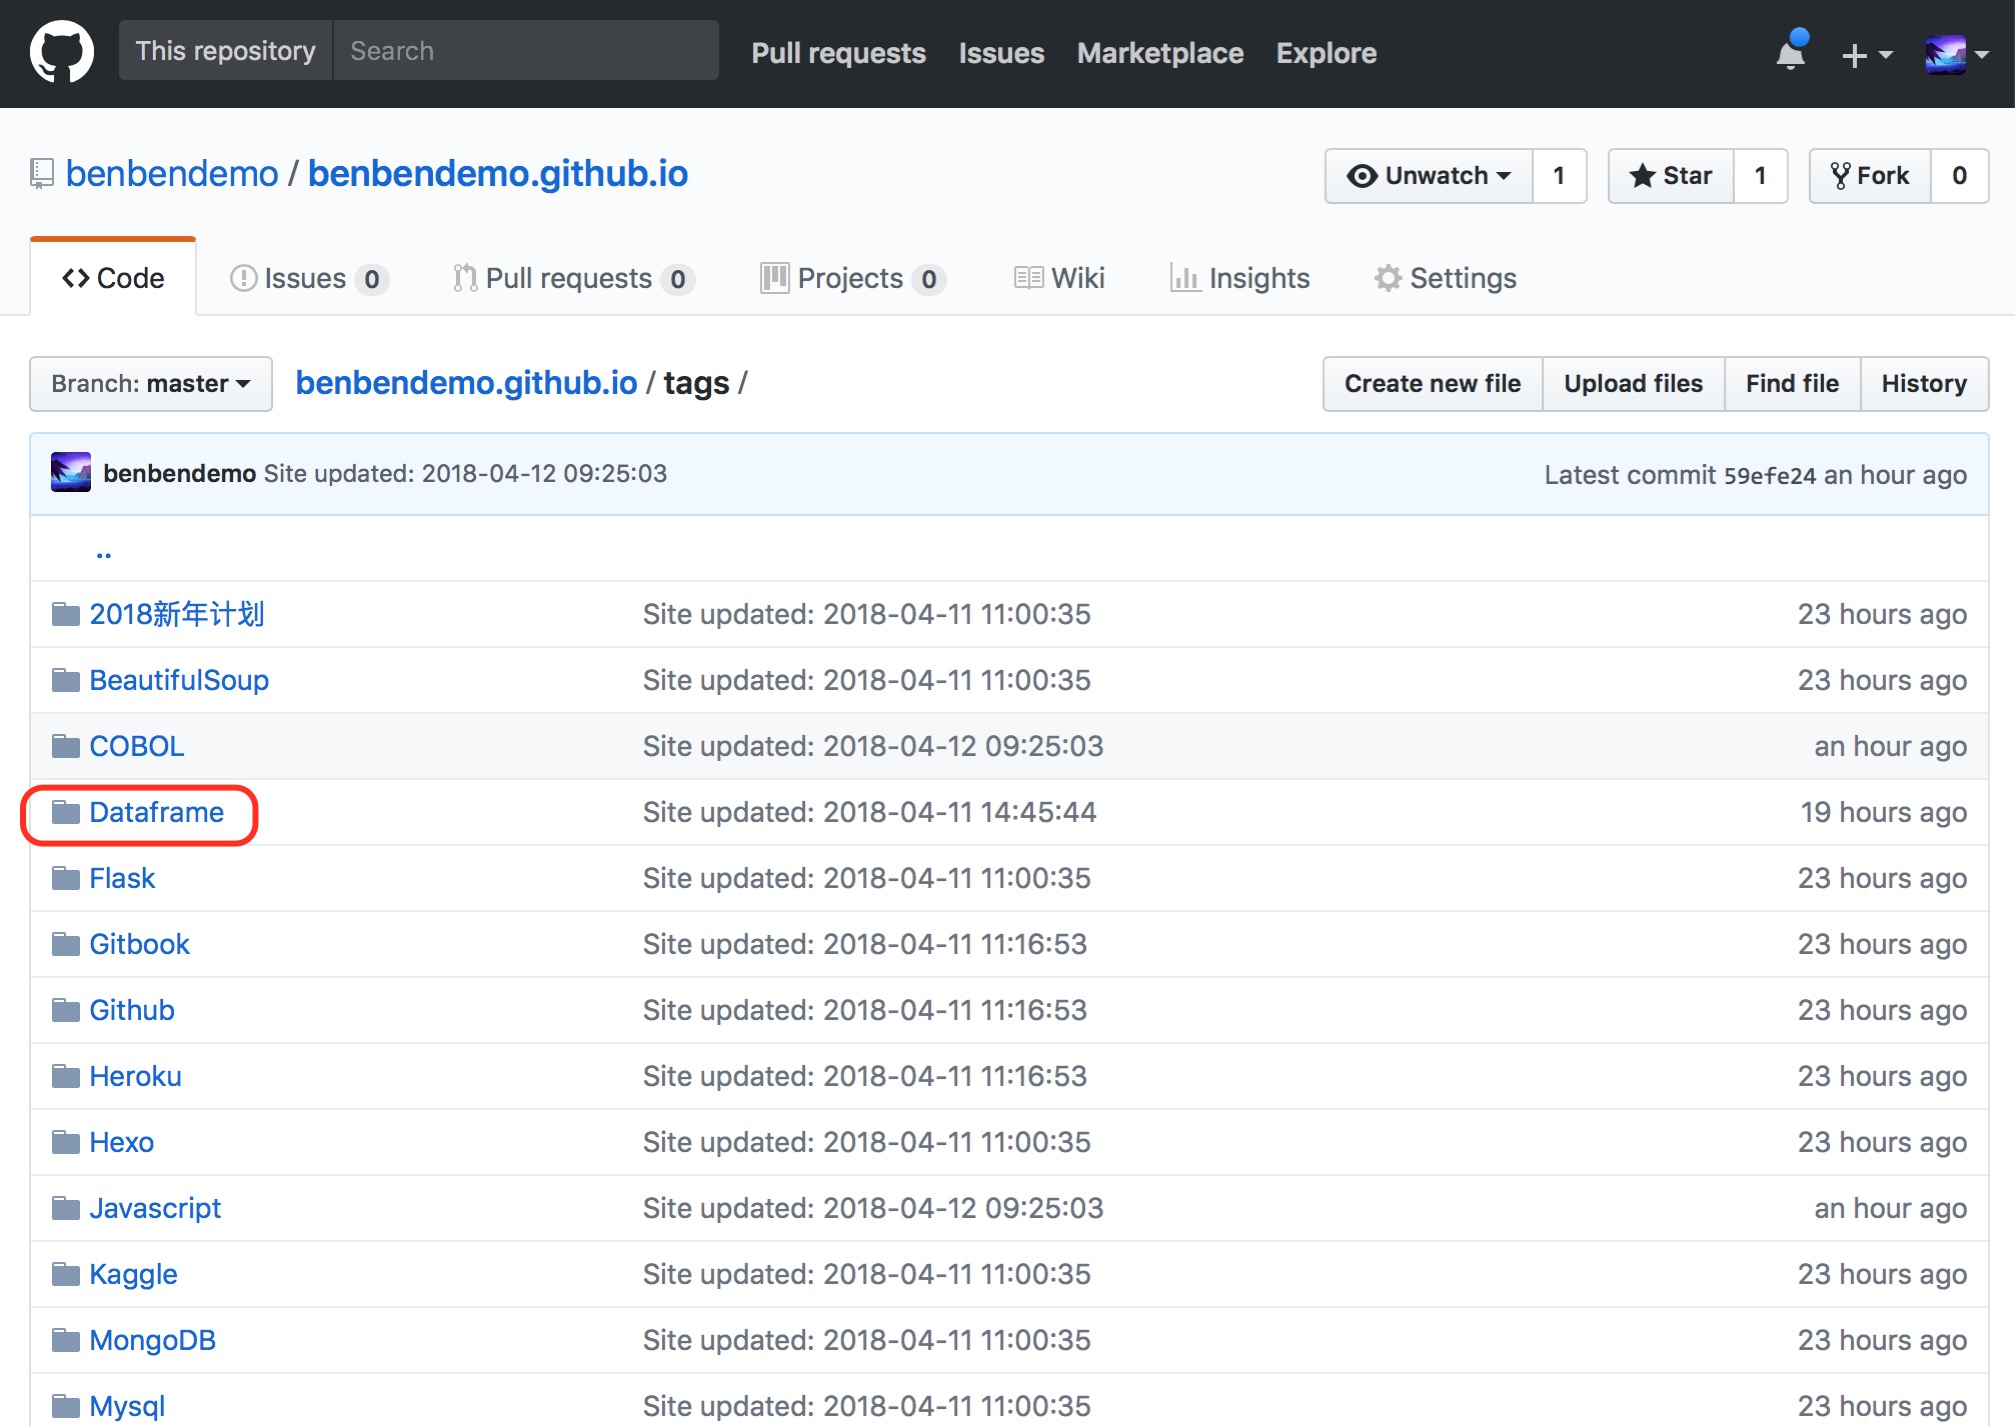 This repository Search Pull requests Issues Marketplace Explore
benbendemo / benbendemo.github.io Unwatch 1 Star 1 Fork 0
Code Issues 0 Pull requests 0 Projects 0 Wiki Insights Settings
Branch: master benbendemo.github.io / tags / Create new file Upload files Find file History
benbendemo Site updated: 2018-04-12 09:25:03 Latest commit 59efe24 an hour ago
..
2018新年计划 Site updated: 2018-04-11 11:00:35 23 hours ago
BeautifulSoup Site updated: 2018-04-11 11:00:35 23 hours ago
COBOL Site updated: 2018-04-12 09:25:03 an hour ago
Dataframe Site updated: 2018-04-11 14:45:44 19 hours ago
Flask Site updated: 2018-04-11 11:00:35 23 hours ago
Gitbook Site updated: 2018-04-11 11:16:53 23 hours ago
Github Site updated: 2018-04-11 11:16:53 23 hours ago
Heroku Site updated: 2018-04-11 11:16:53 23 hours ago
Hexo Site updated: 2018-04-11 11:00:35 23 hours ago
Javascript Site updated: 2018-04-12 09:25:03 an hour ago
Kaggle Site updated: 2018-04-11 11:00:35 23 hours ago
MongoDB Site updated: 2018-04-11 11:00:35 23 hours ago
Mysql Site updated: 2018-04-11 11:00:35 23 hours ago